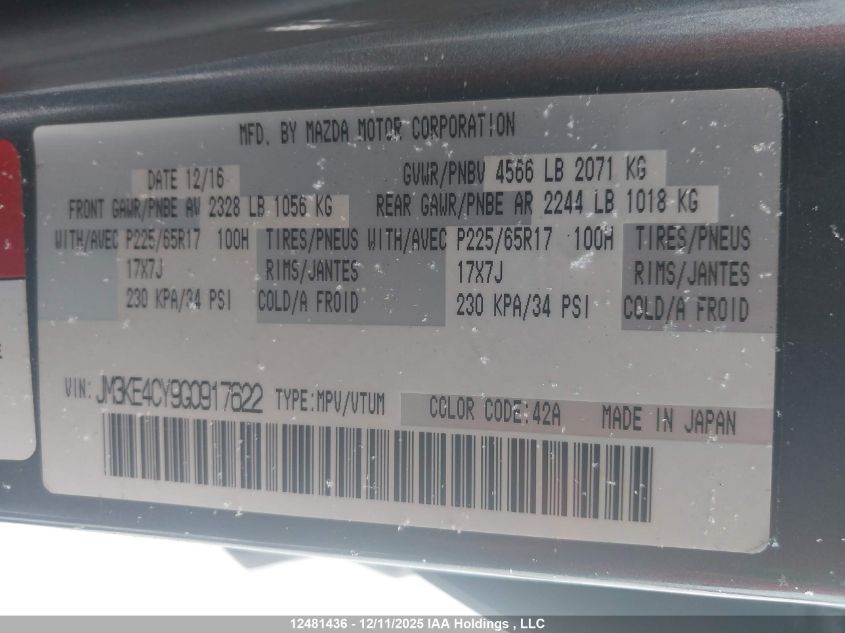 MFD. BY MAZDA MOTOR CORPORATION
DATE 12/16 GVWR/PNBV 4566 LB 2071 KG
FRONT GAWR/PNBE AV 2328 LB 1056 KG REAR GAWR/PNBE AR 2244 LB 1018 KG
WITH/AVEC P225/65R17 100H TIRES/PNEUS WITH/AVEC P225/65R17 100H TIRES/PNEUS
17X7J RIMS/JANTES 17X7J RIMS/JANTES
230 KPA/34 PSI COLD/A FROID 230 KPA/34 PSI COLD/A FROID
VIN: JM3KE4CY9G0917622 TYPE:MPV/VTUM COLOR CODE:42A MADE IN JAPAN
12481436 - 12/11/2025 IAA Holdings , LLC